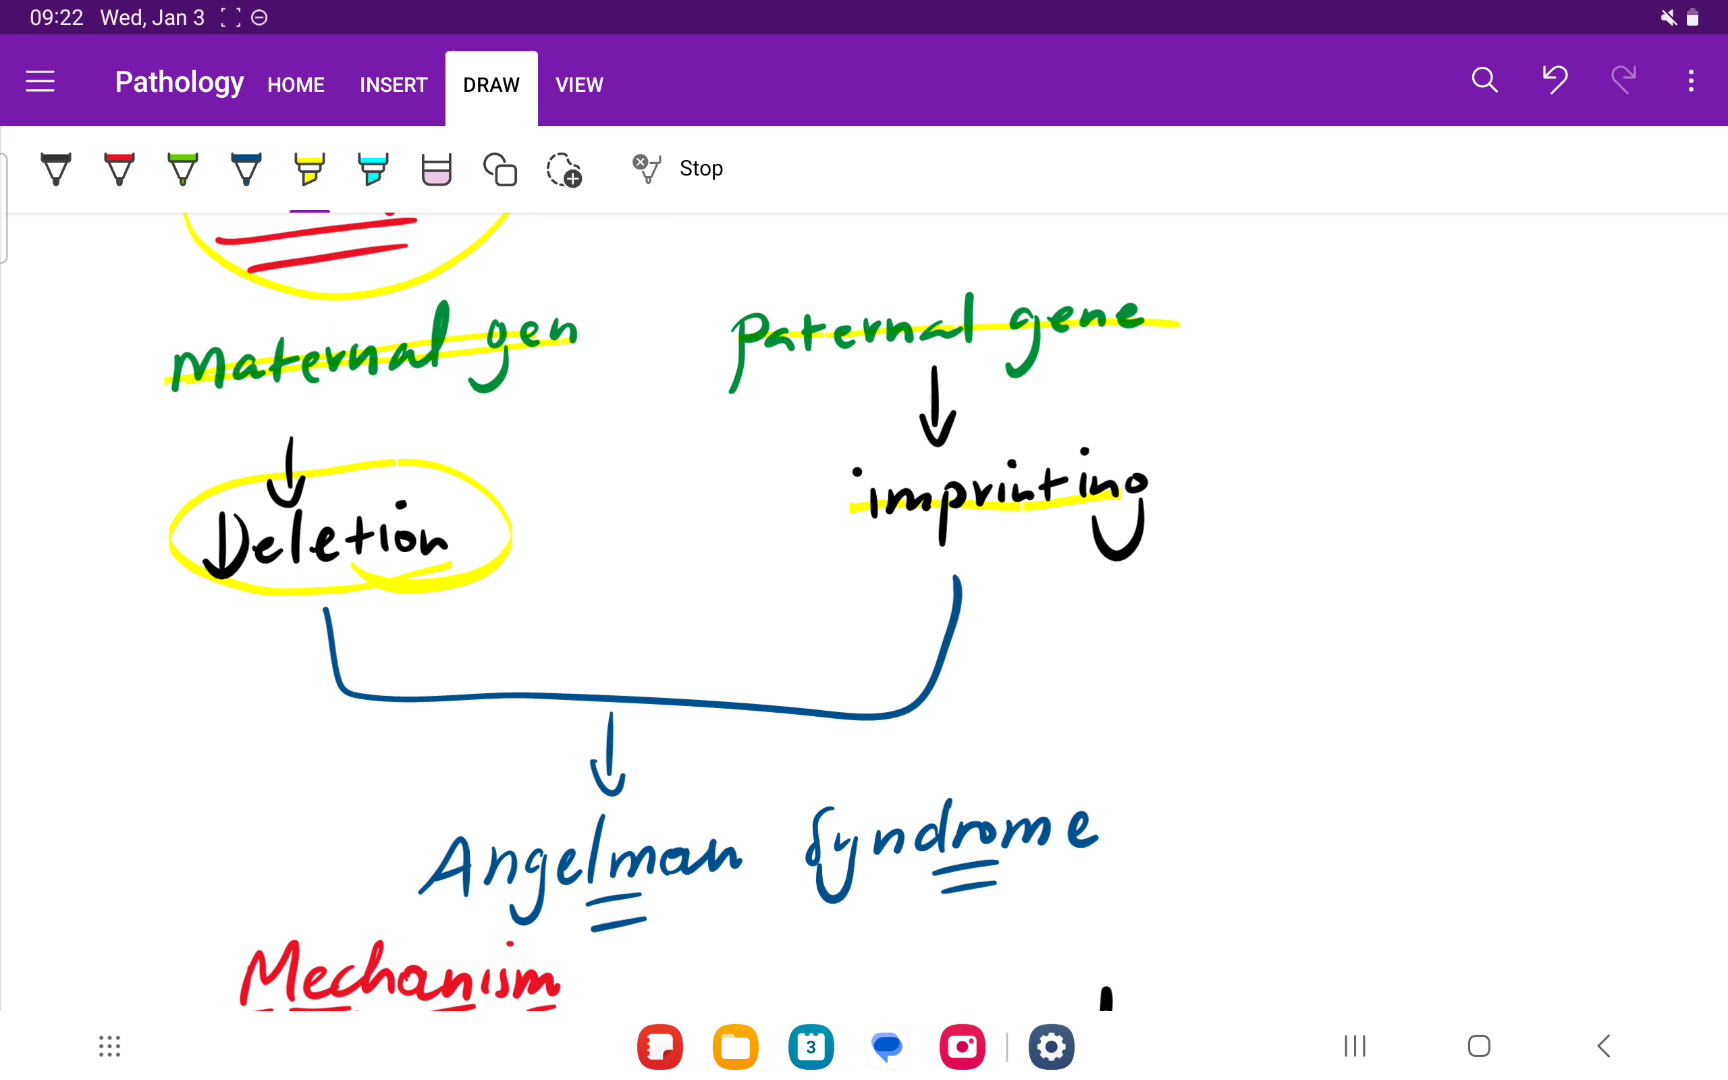 09:22 Wed, Jan 3
Pathology HOME INSERT DRAW VIEW
Stop
Maternal gen
Paternal gene
Deletion
imprinting
Angelman Syndrome
Mechanism
3